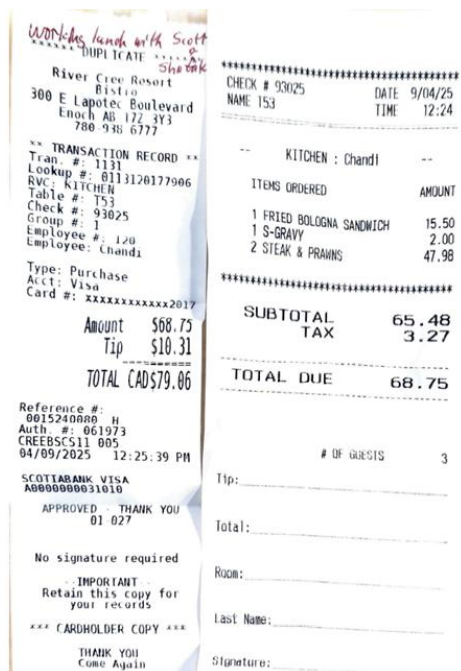 Working lunch with Scott
&
Shotak
****** DUPLICATE ******
River Cree Resort
Bistro
300 E Lapotec Boulevard
Enoch AB 17Z 3Y3
780-938 6777
** TRANSACTION RECORD **
Tran. #: 1131
Lookup #: 0113120177906
RVC: KITCHEN
Table #: T53
Check #: 93025
Group #: 1
Employee #: 120
Employee: Chandi
Type: Purchase
Acct: Visa
Card #: xxxxxxxxxxxx2017
Amount $68.75
Tip $10.31
TOTAL CAD$79.06
Reference #:
0015240080 H
Auth. #: 061973
CREEBSCS11 005
04/09/2025 12:25:39 PM
SCOTIABANK VISA
A0000000031010
APPROVED - THANK YOU
01-027
No signature required
--IMPORTANT--
Retain this copy for
your records
*** CARDHOLDER COPY ***
THANK YOU
Come Again
CHECK # 93025 DATE 9/04/25
NAME 153 TIME 12:24
-- KITCHEN : Chandi --
ITEMS ORDERED AMOUNT
1 FRIED BOLOGNA SANDWICH 15.50
1 S-GRAVY 2.00
2 STEAK & PRAWNS 47.98
SUBTOTAL 65.48
TAX 3.27
TOTAL DUE 68.75
# OF GUESTS 3
Tip:
Total:
Room:
Last Name:
Signature: